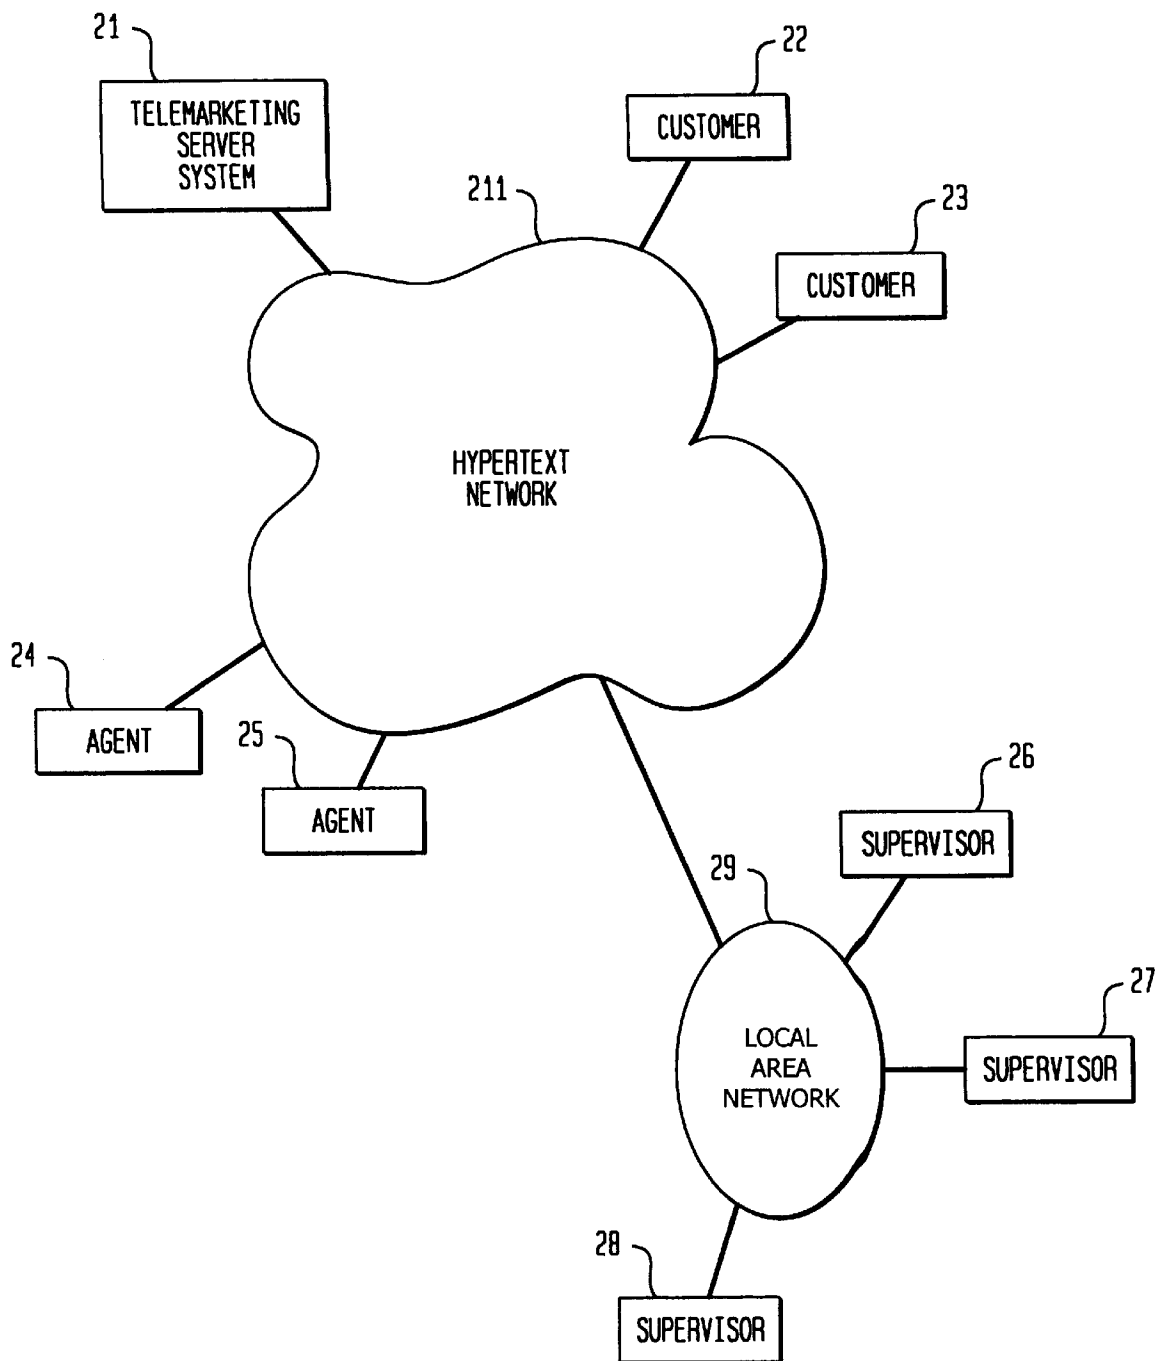 21
TELEMARKETING
SERVER
SYSTEM
22
CUSTOMER
211
23
CUSTOMER
HYPERTEXT
NETWORK
24
AGENT
25
AGENT
26
SUPERVISOR
29
27
LOCAL
AREA
NETWORK
SUPERVISOR
28
SUPERVISOR